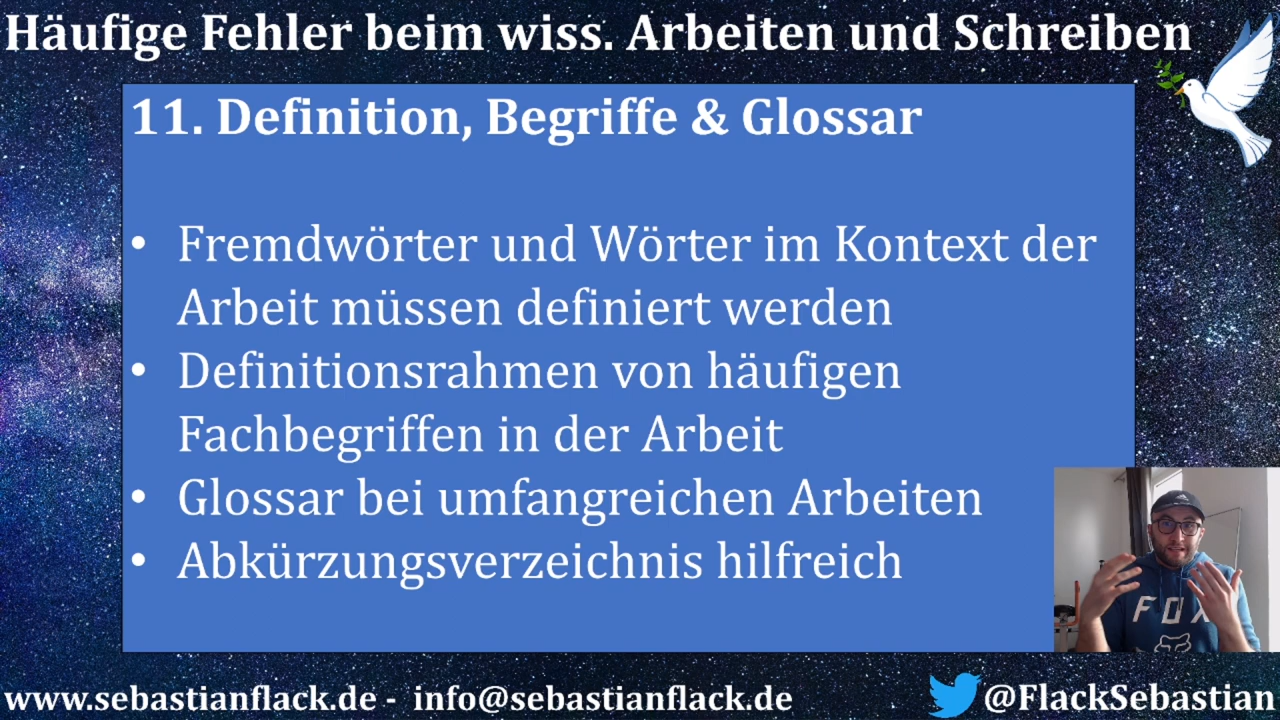 Häufige Fehler beim wiss. Arbeiten und Schreiben
11. Definition, Begriffe & Glossar
• Fremdwörter und Wörter im Kontext der
Arbeit müssen definiert werden
• Definitionsrahmen von häufigen
Fachbegriffen in der Arbeit
• Glossar bei umfangreichen Arbeiten
• Abkürzungsverzeichnis hilfreich
FOX
www.sebastianflack.de - info@sebastianflack.de
@FlackSebastian